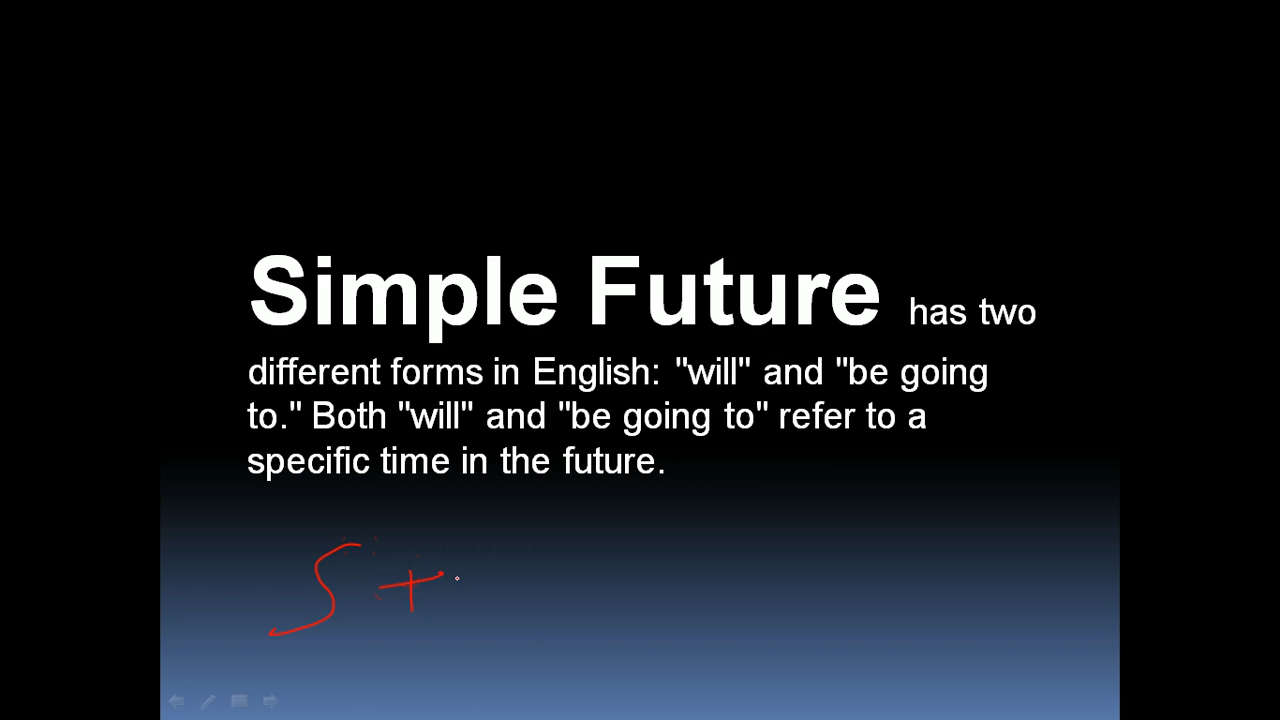 Simple Future has two
different forms in English: "will" and "be going
to." Both "will" and "be going to" refer to a
specific time in the future.
S +